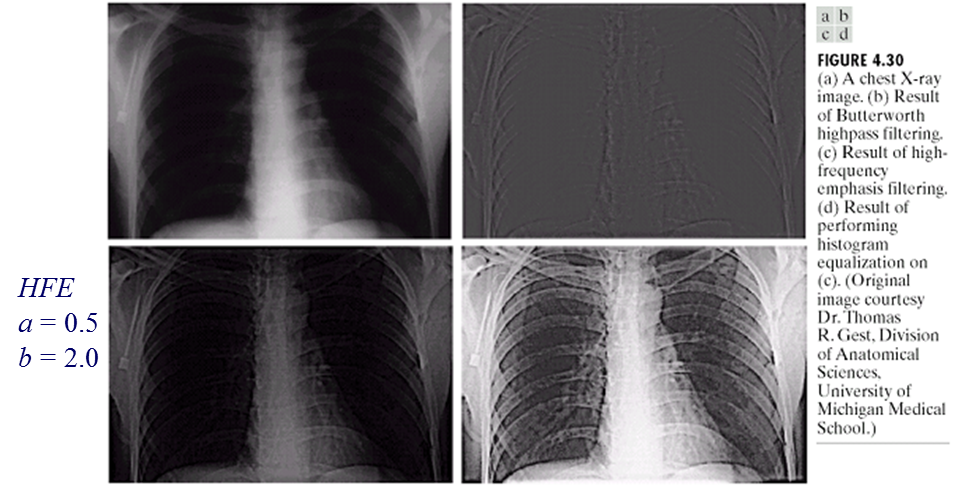 a b
c d
FIGURE 4.30
(a) A chest X-ray
image. (b) Result
of Butterworth
highpass filtering.
(c) Result of high-
frequency
emphasis filtering.
(d) Result of
performing
histogram
equalization on
(c). (Original
image courtesy
Dr. Thomas
R. Gest, Division
of Anatomical
Sciences,
University of
Michigan Medical
School.)
HFE
a = 0.5
b = 2.0